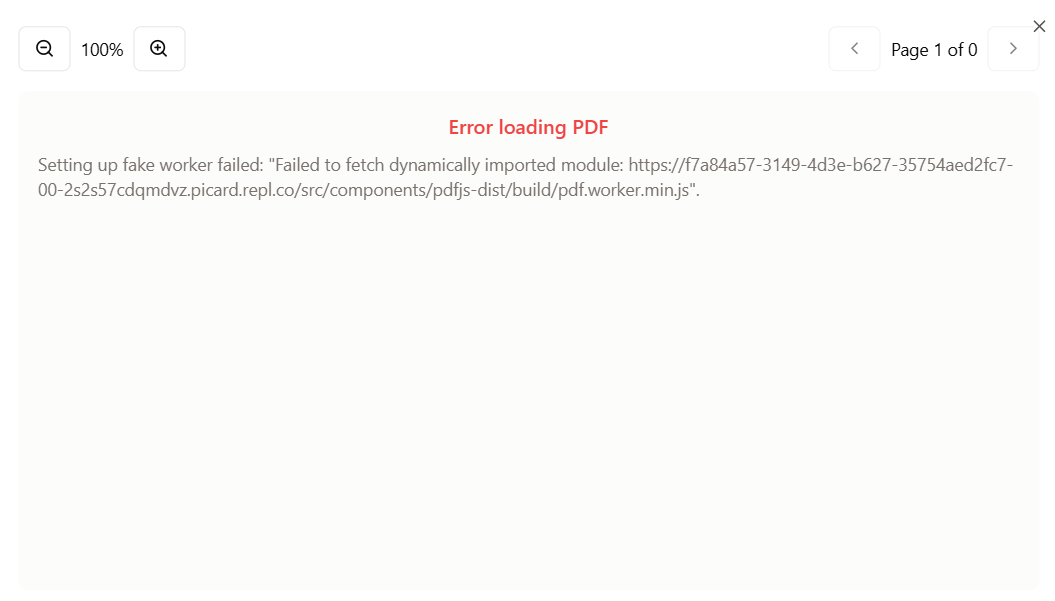 100%
Page 1 of 0
Error loading PDF
Setting up fake worker failed: "Failed to fetch dynamically imported module: https://f7a84a57-3149-4d3e-b627-35754aed2fc7-
00-2s2s57cdqmdvz.picard.repl.co/src/components/pdfjs-dist/build/pdf.worker.min.js".